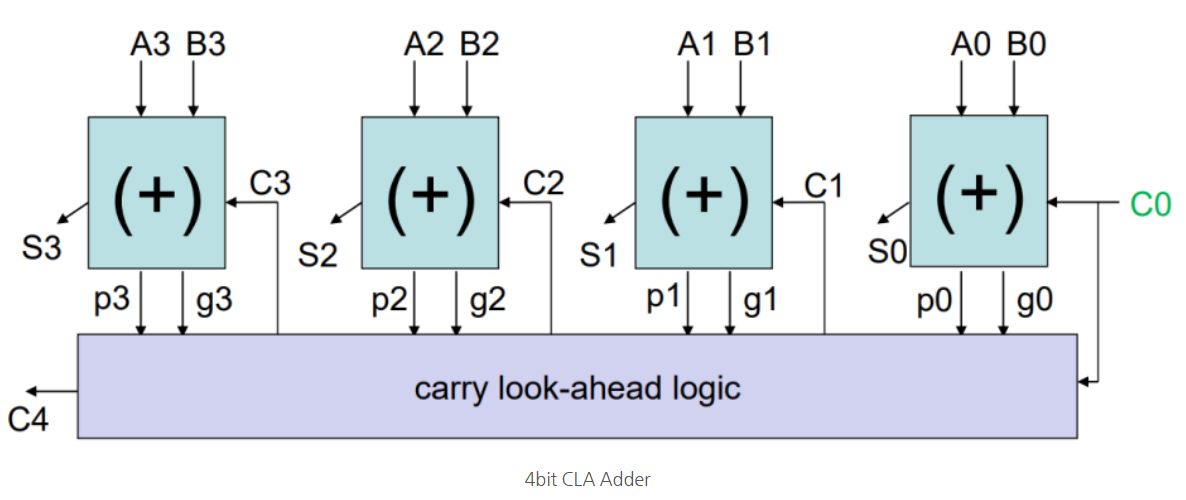 A3 B3 A2 B2 A1 B1 A0 B0
(+) C3 (+) C2 (+) C1 (+) C0
S3 S2 S1 S0
p3 g3 p2 g2 p1 g1 p0 g0
carry look-ahead logic
C4
4bit CLA Adder